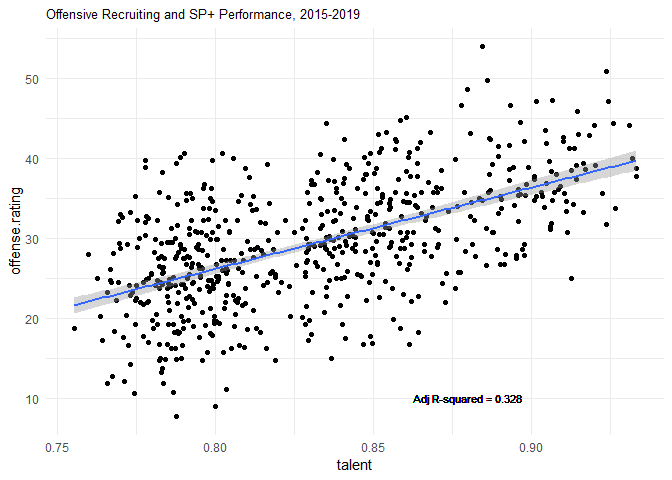 Offensive Recruiting and SP+ Performance, 2015-2019
offense.rating
50
40
30
20
10
Adj R-squared = 0.328
0.75
0.80
0.85
0.90
talent